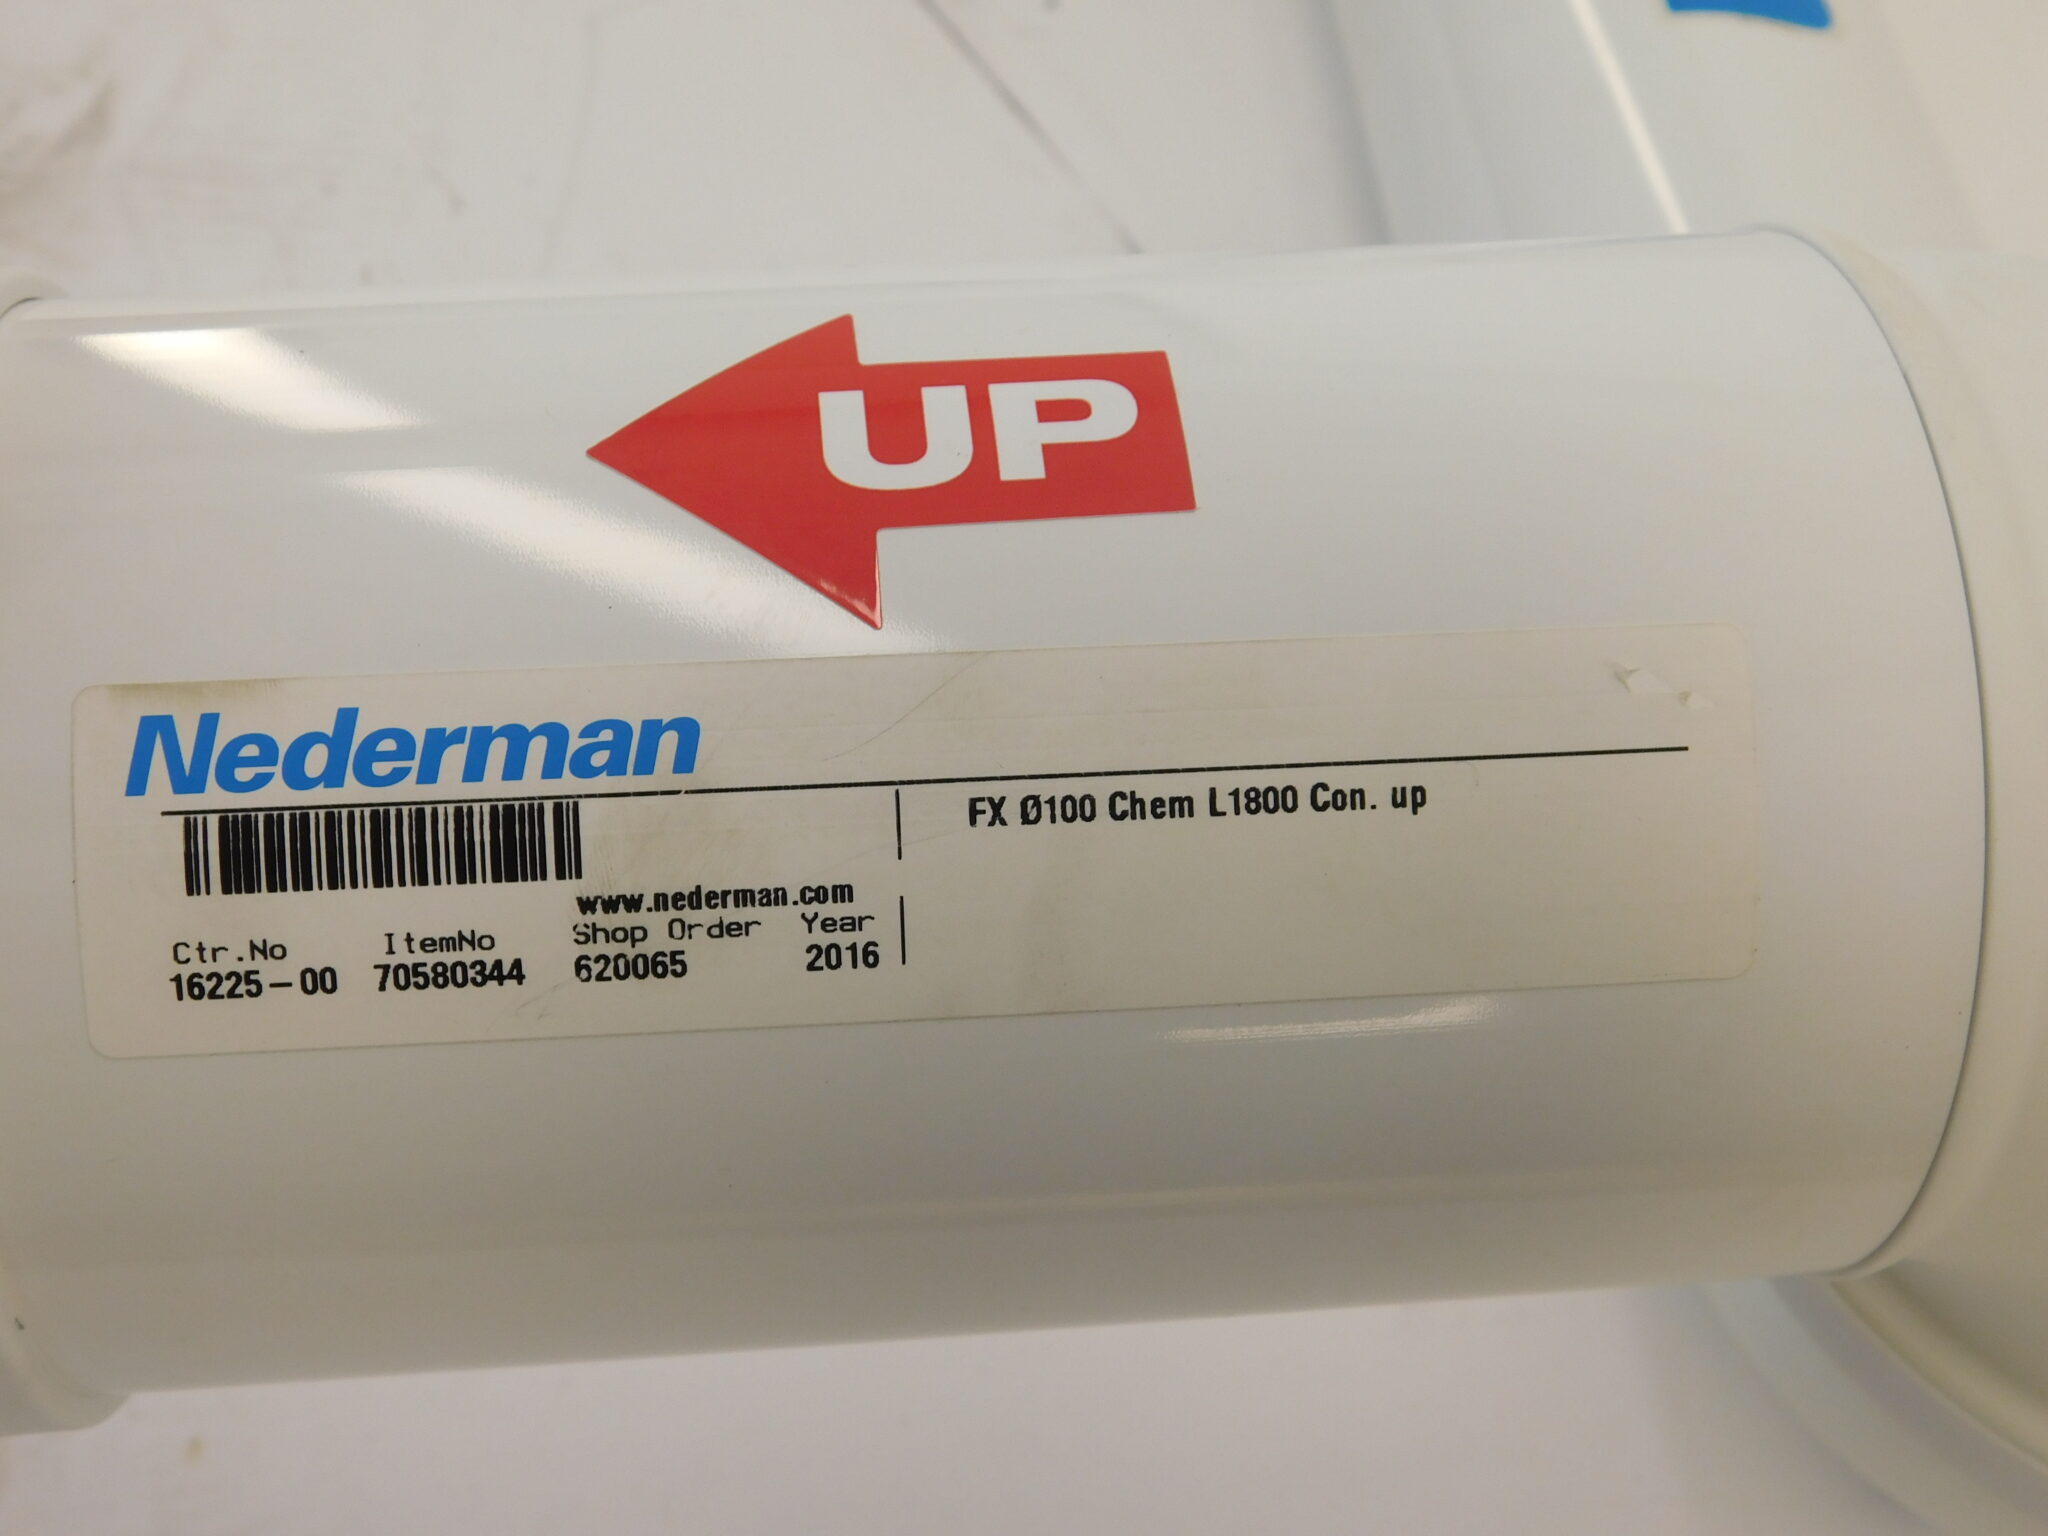 UP
Nederman
FX Ø100 Chem L1800 Con. up
www.nederman.com
Ctr.No ItemNo Shop Order Year
16225-00 70580344 620065 2016